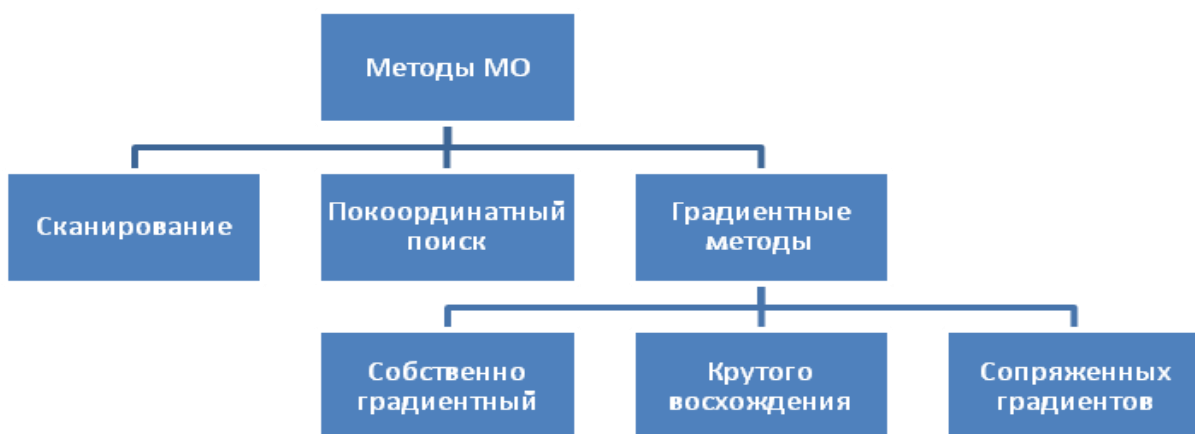 Методы МО
Сканирование
Покоординатный
поиск
Градиентные
методы
Собственно
градиентный
Крутого
восхождения
Сопряженных
градиентов